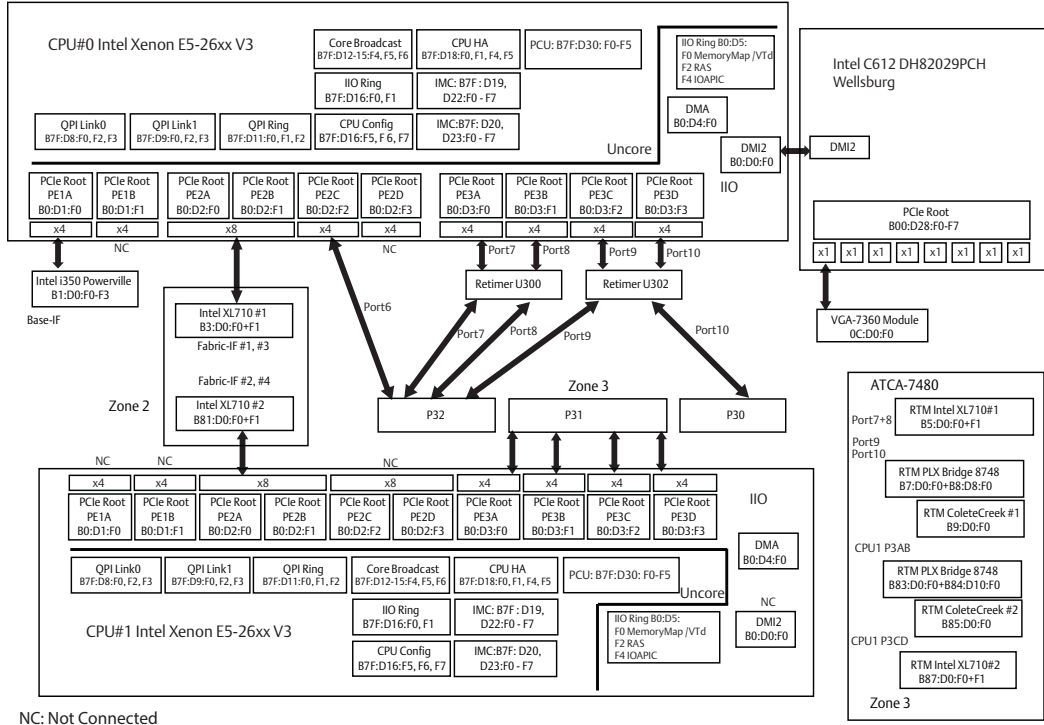 CPU#0 Intel Xenon E5-26xx V3
Core Broadcast
B7F:D12-15:F4, F5, F6
CPU HA
B7F:D18:F0, F1, F4, F5
PCU: B7F:D30: F0-F5
IIO Ring B0:D5:
F0 MemoryMap /VTd
F2 RAS
F4 IOAPIC
IIO Ring
B7F:D16:F0, F1
IMC: B7F : D19,
D22:F0 - F7
DMA
B0:D4:F0
QPI Link0
B7F:D8:F0, F2, F3
QPI Link1
B7F:D9:F0, F2, F3
QPI Ring
B7F:D11:F0, F1, F2
CPU Config
B7F:D16:F5, F 6, F7
IMC:B7F: D20,
D23:F0 - F7
Uncore
DMI2
B0:D0:F0
IIO
Intel C612 DH82029PCH
Wellsburg
DMI2
PCIe Root
B00:D28:F0-F7
x1 x1 x1 x1 x1 x1 x1 x1
VGA-7360 Module
0C:D0:F0
PCIe Root
PE1A
B0:D1:F0
PCIe Root
PE1B
B0:D1:F1
PCIe Root
PE2A
B0:D2:F0
PCIe Root
PE2B
B0:D2:F1
PCIe Root
PE2C
B0:D2:F2
PCIe Root
PE2D
B0:D2:F3
PCIe Root
PE3A
B0:D3:F0
PCIe Root
PE3B
B0:D3:F1
PCIe Root
PE3C
B0:D3:F2
PCIe Root
PE3D
B0:D3:F3
x4 x4 x8 x4 x4 x4 x4 x4 x4
NC
NC
Port7
Port8
Port9
Port10
Intel i350 Powerville
B1:D0:F0-F3
Base-IF
Retimer U300
Retimer U302
Intel XL710 #1
B3:D0:F0+F1
Fabric-IF #1, #3
Fabric-IF #2, #4
Intel XL710 #2
B81:D0:F0+F1
Zone 2
Port6
Port7
Port8
Port9
Port10
Zone 3
P32
P31
P30
NC
NC
NC
x4 x4 x8 x8 x4 x4 x4 x4
PCIe Root
PE1A
B0:D1:F0
PCIe Root
PE1B
B0:D1:F1
PCIe Root
PE2A
B0:D2:F0
PCIe Root
PE2B
B0:D2:F1
PCIe Root
PE2C
B0:D2:F2
PCIe Root
PE2D
B0:D2:F3
PCIe Root
PE3A
B0:D3:F0
PCIe Root
PE3B
B0:D3:F1
PCIe Root
PE3C
B0:D3:F2
PCIe Root
PE3D
B0:D3:F3
IIO
DMA
B0:D4:F0
QPI Link0
B7F:D8:F0, F2, F3
QPI Link1
B7F:D9:F0, F2, F3
QPI Ring
B7F:D11:F0, F1, F2
Core Broadcast
B7F:D12-15:F4, F5, F6
CPU HA
B7F:D18:F0, F1, F4, F5
PCU: B7F:D30: F0-F5
Uncore
IIO Ring
B7F:D16:F0, F1
IMC: B7F : D19,
D22:F0 - F7
IIO Ring B0:D5:
F0 MemoryMap /VTd
F2 RAS
F4 IOAPIC
NC
DMI2
B0:D0:F0
CPU#1 Intel Xenon E5-26xx V3
CPU Config
B7F:D16:F5, F6, F7
IMC:B7F: D20,
D23:F0 - F7
ATCA-7480
Port7+8
RTM Intel XL710#1
B5:D0:F0+F1
Port9
Port10
RTM PLX Bridge 8748
B7:D0:F0+B8:D8:F0
RTM ColeteCreek #1
B9:D0:F0
CPU1 P3AB
RTM PLX Bridge 8748
B83:D0:F0+B84:D10:F0
RTM ColeteCreek #2
B85:D0:F0
CPU1 P3CD
RTM Intel XL710#2
B87:D0:F0+F1
Zone 3
NC: Not Connected